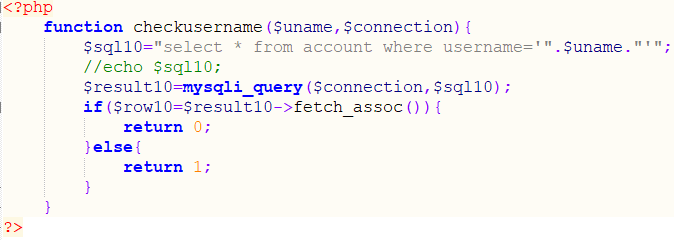 <?php
function checkusername($uname,$connection){
$sql10="select * from account where username='".$uname."'";
//echo $sql10;
$result10=mysqli_query($connection,$sql10);
if($row10=$result10->fetch_assoc()){
return 0;
}else{
return 1;
}
}
?>